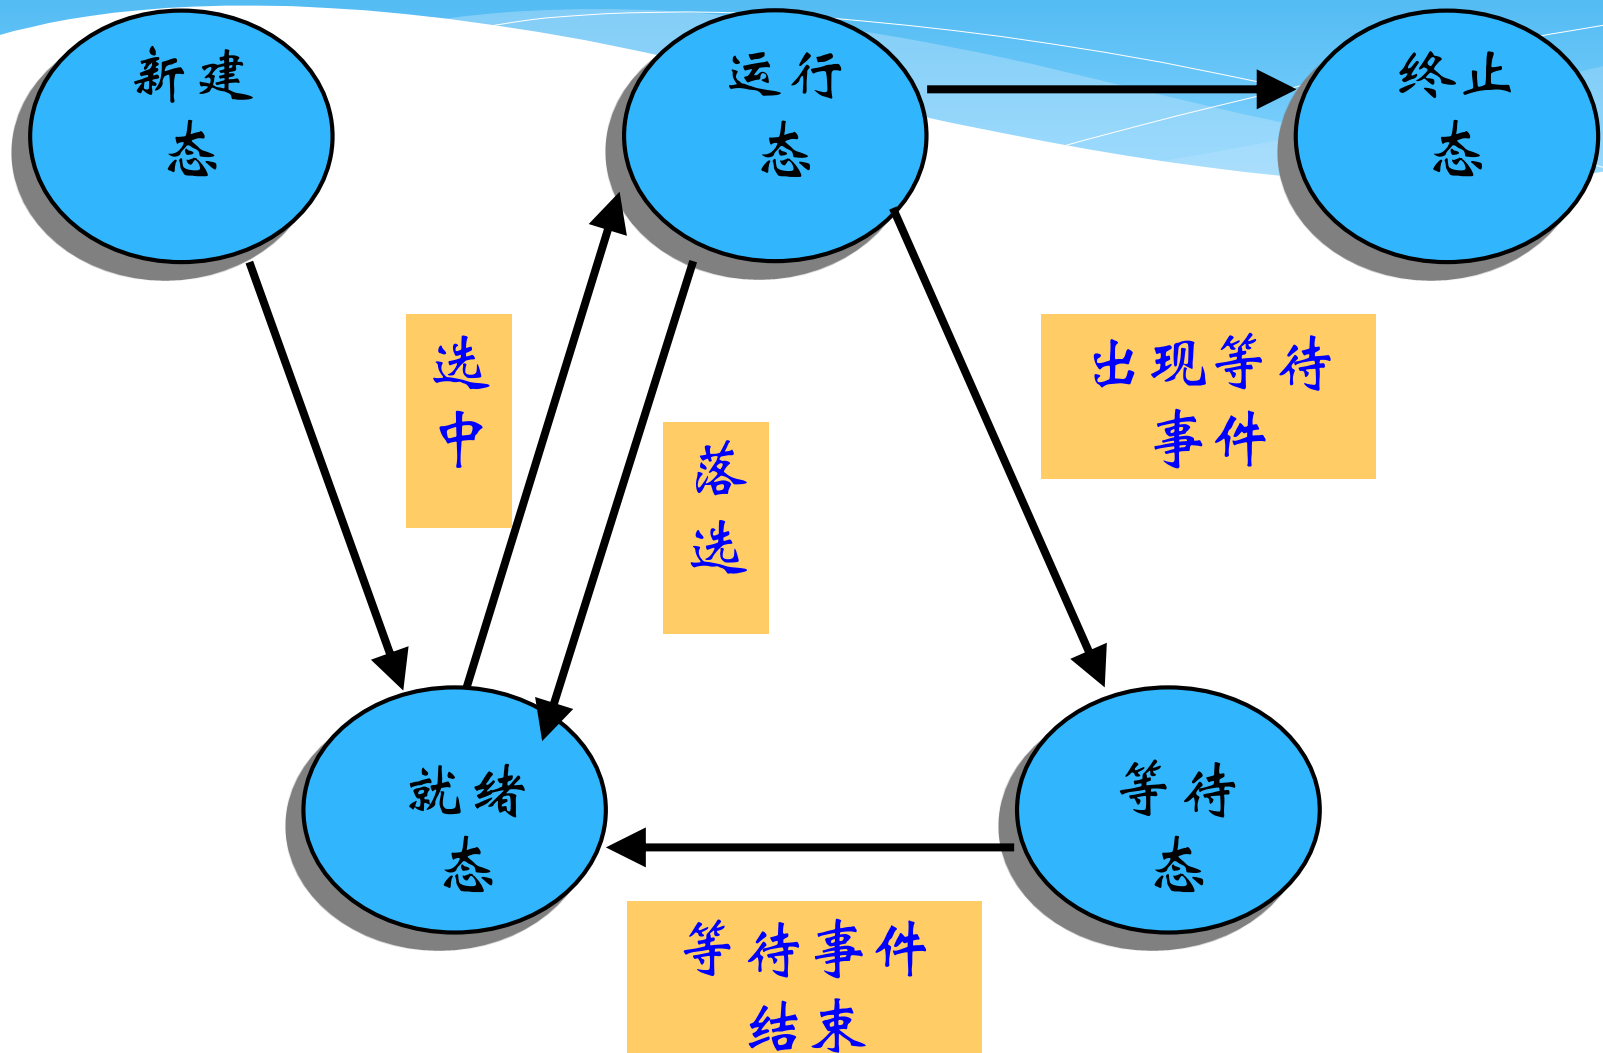 新建
态
运行
态
终止
态
选
中
落
选
出现等待
事件
就绪
态
等待
态
等待事件
结束